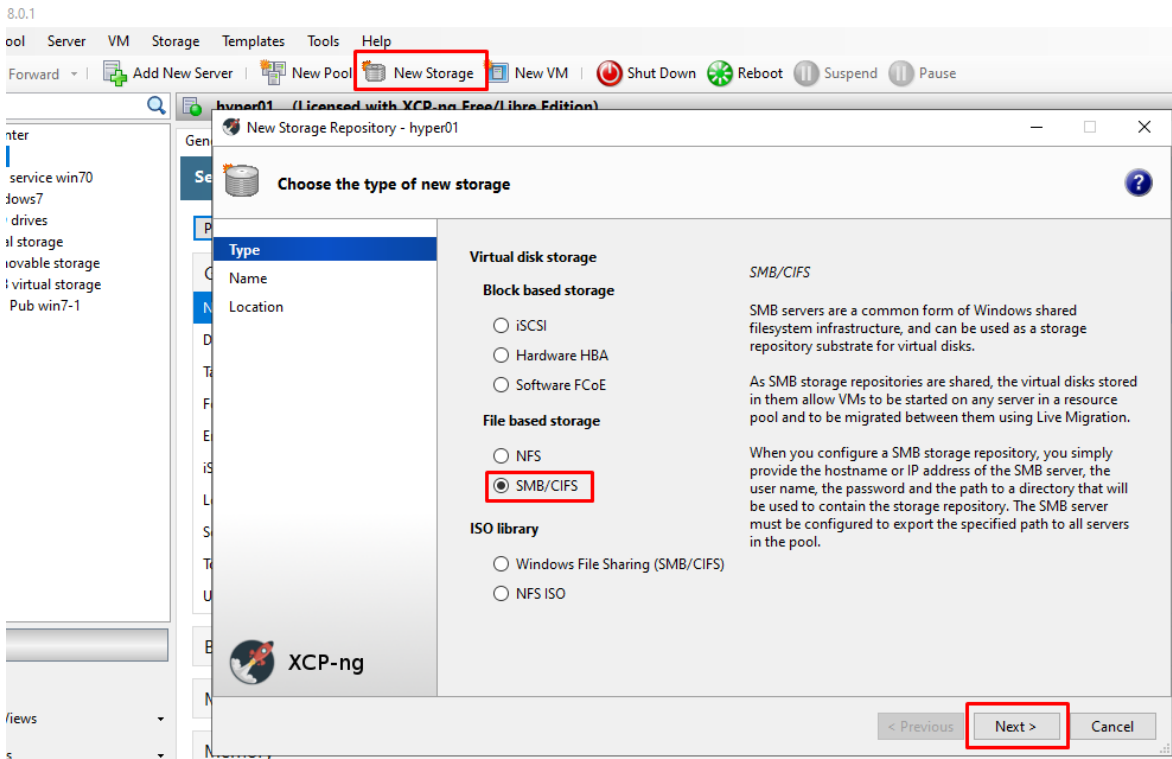 8.0.1
ool Server VM Storage Templates Tools Help
Forward Add New Server New Pool New Storage New VM Shut Down Reboot Suspend Pause
hyper01 (Licensed with XCP-ng Free/Libre Edition)
nter
service win70
dows7
drives
al storage
novable storage
virtual storage
Pub win7-1
Gen
Se
P
G
N
D
Ta
Fo
E
iS
L
S
T
U
B
M
Memory
Views
s
New Storage Repository - hyper01
Choose the type of new storage
?
Type
Name
Location
XCP-ng
Virtual disk storage
Block based storage
iSCSI
Hardware HBA
Software FCoE
File based storage
NFS
SMB/CIFS
ISO library
Windows File Sharing (SMB/CIFS)
NFS ISO
SMB/CIFS
SMB servers are a common form of Windows shared
filesystem infrastructure, and can be used as a storage
repository substrate for virtual disks.
As SMB storage repositories are shared, the virtual disks stored
in them allow VMs to be started on any server in a resource
pool and to be migrated between them using Live Migration.
When you configure a SMB storage repository, you simply
provide the hostname or IP address of the SMB server, the
user name, the password and the path to a directory that will
be used to contain the storage repository. The SMB server
must be configured to export the specified path to all servers
in the pool.
< Previous Next > Cancel